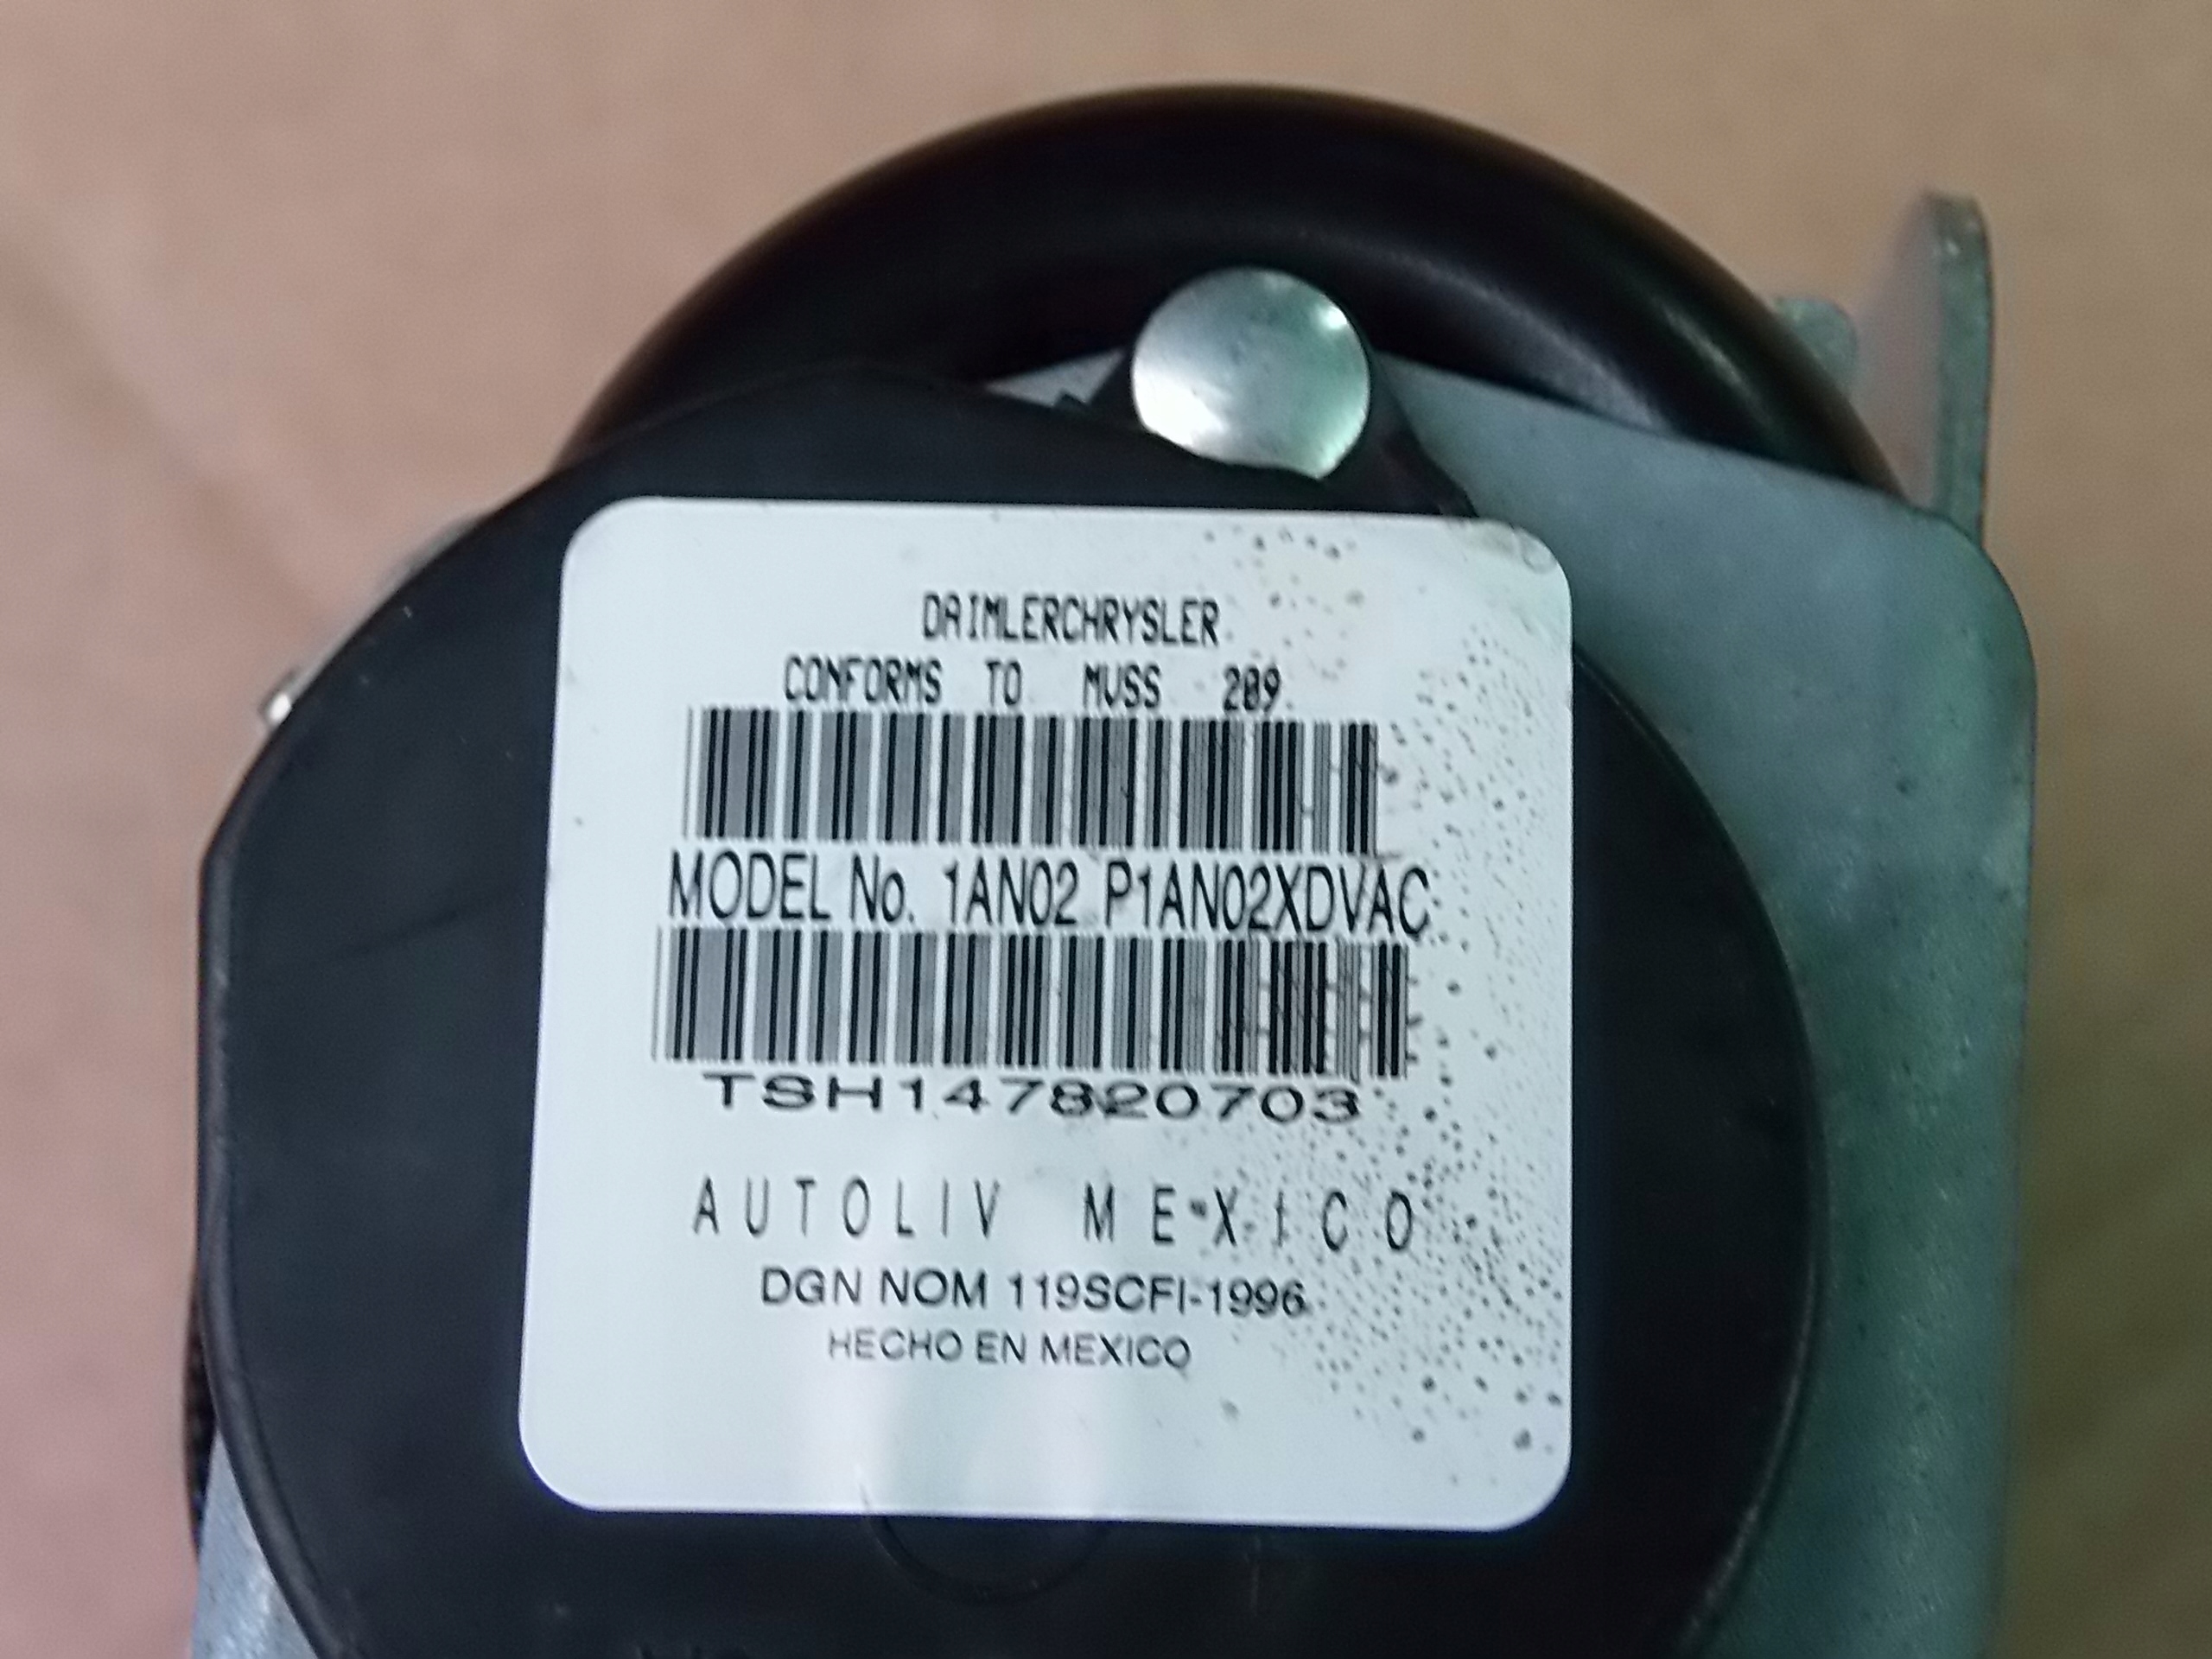 DAIMLERCHRYSLER
CONFORMS TO MVSS 209
MODEL No. 1AN02 P1AN02XDVAC
TSH147820703
AUTOLIV MEXICO
DGN NOM 119SCFI-1996
HECHO EN MEXICO